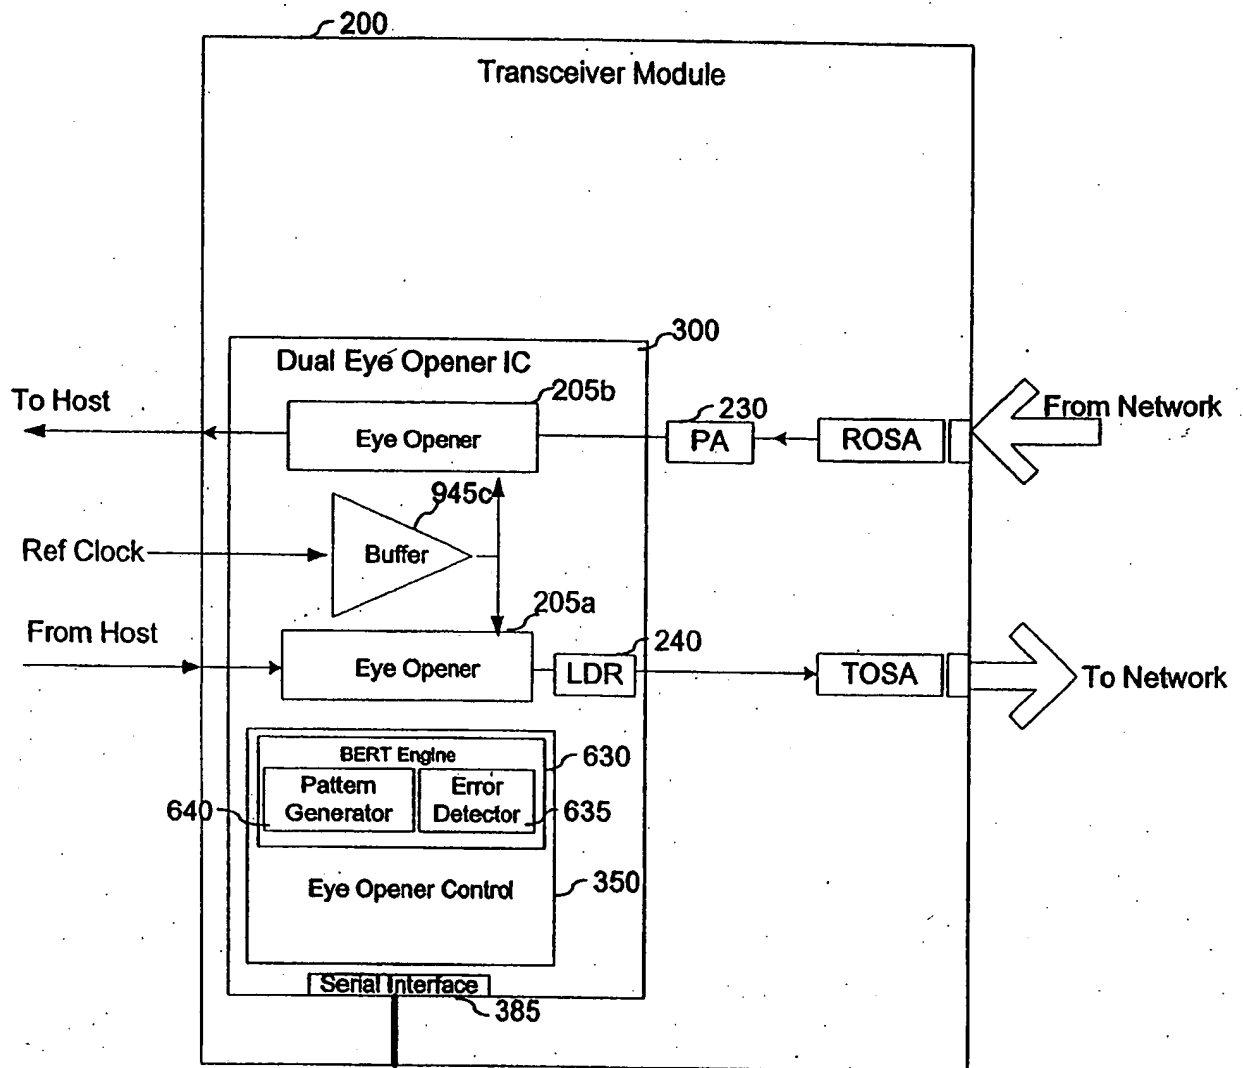 200
Transceiver Module
300
Dual Eye Opener IC
205b
To Host
Eye Opener
230
PA
ROSA
From Network
945c
Ref Clock
Buffer
205a
From Host
240
Eye Opener
LDR
TOSA
To Network
BERT Engine
630
Pattern
Generator
Error
Detector
640
635
Eye Opener Control
350
Serial Interface
385